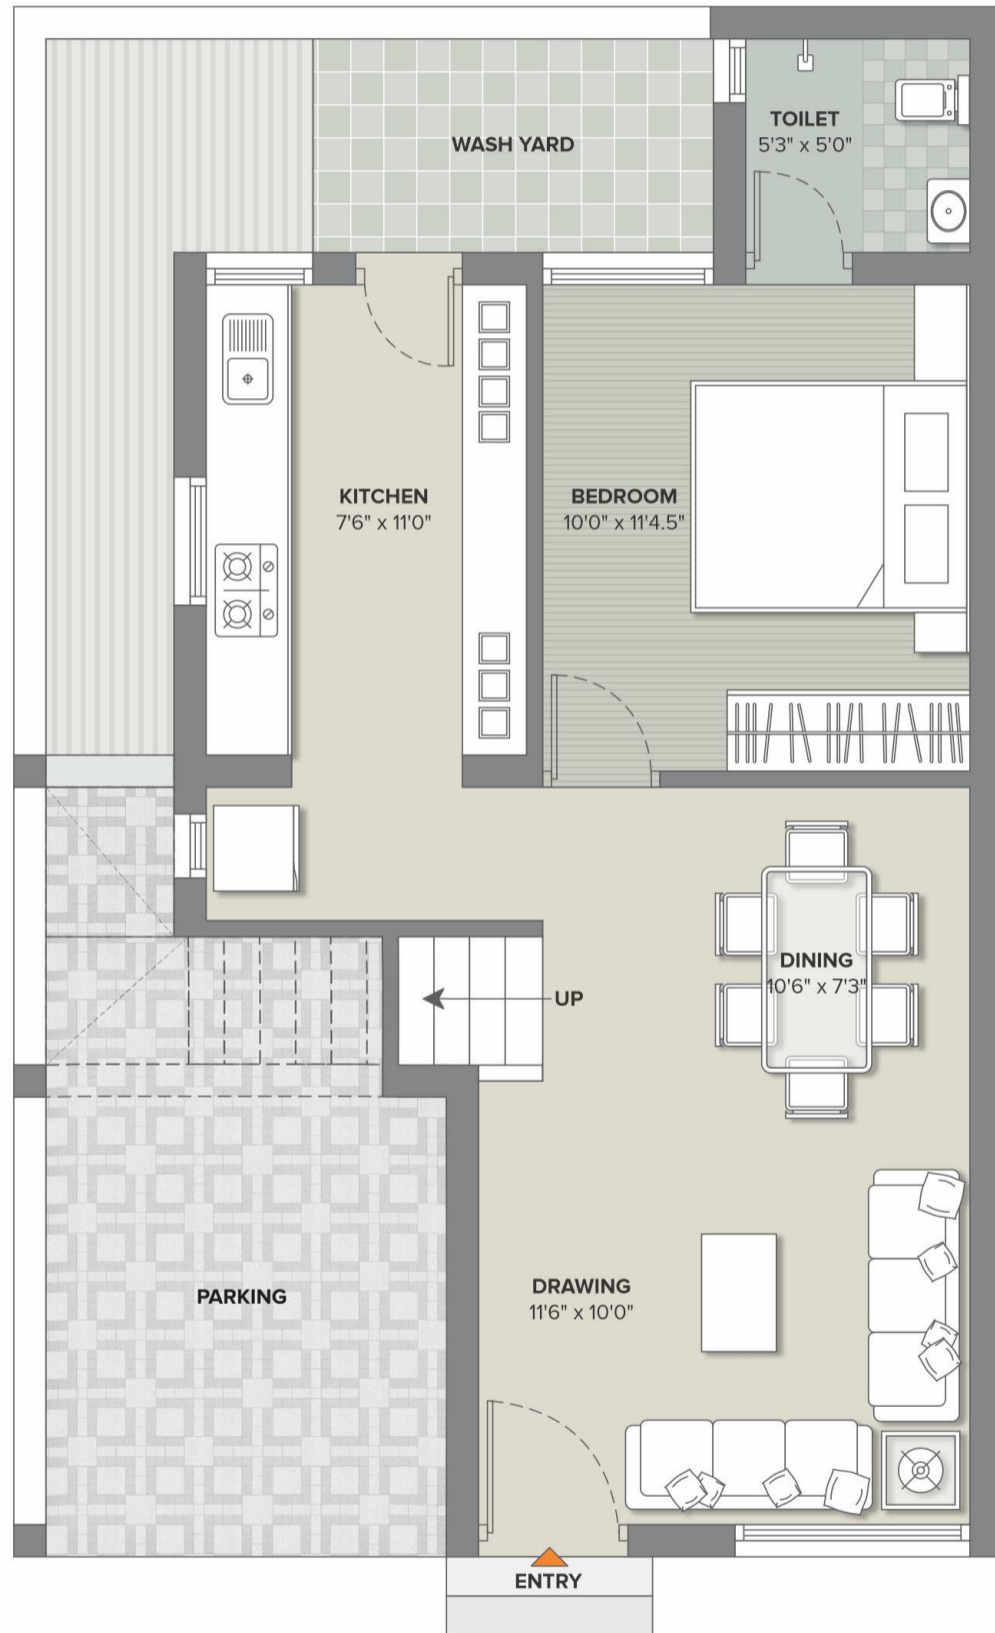 TOILET
5'3" x 5'0"
WASH YARD
KITCHEN
7'6" x 11'0"
BEDROOM
10'0" x 11'4.5"
DINING
10'6" x 7'3"
UP
DRAWING
11'6" x 10'0"
PARKING
ENTRY